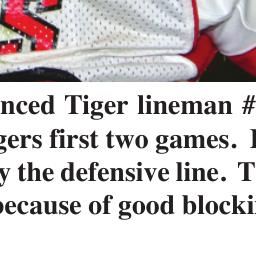 nced Tiger lineman #
gers first two games.
y the defensive line. T
because of good blocki